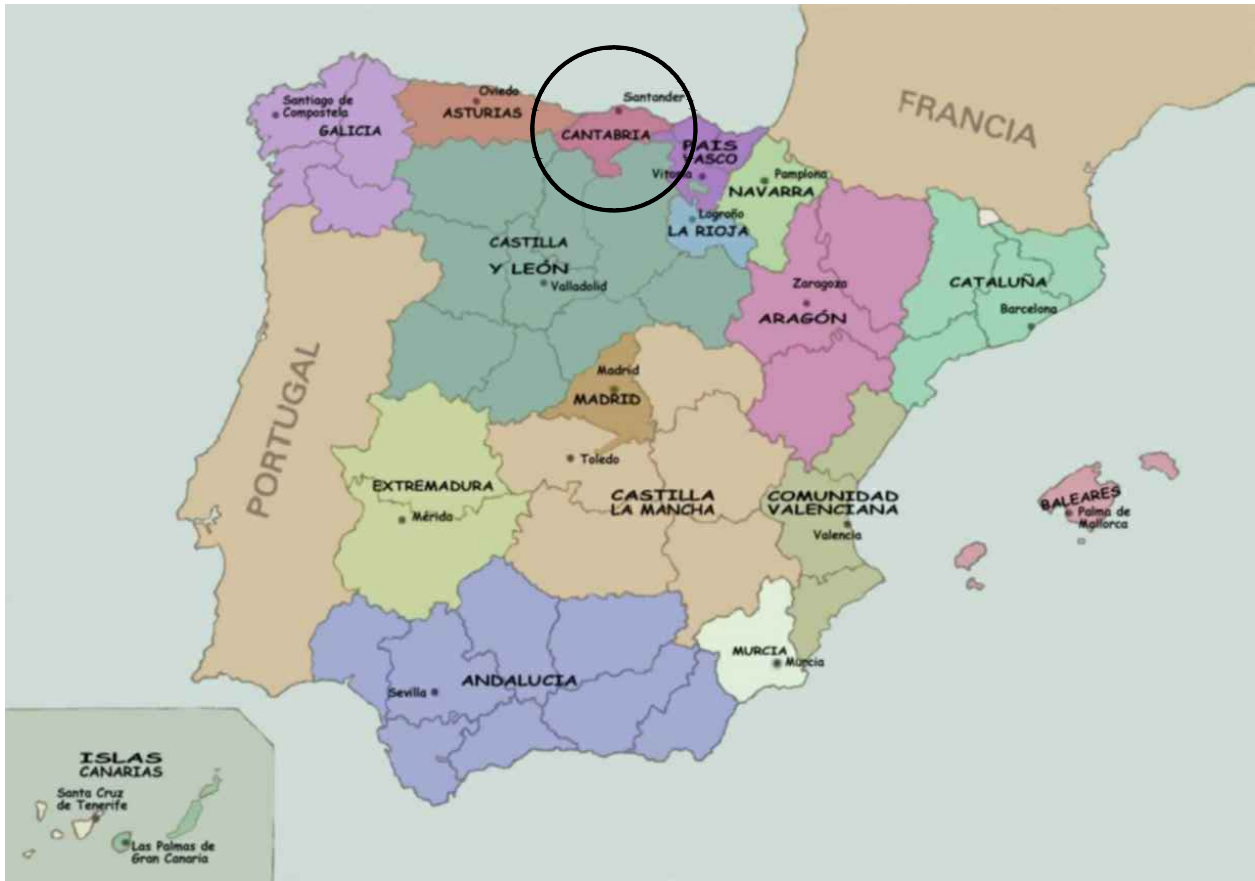 Santander
Oviedo
ASTURIAS
Santiago de
Compostela
GALICIA
CANTABRIA
FRANCIA
PAIS
VASCO
Vitoria
Pamplona
NAVARRA
Logroño
LA RIOJA
CASTILLA
Y LEÓN
Valladolid
Zaragoza
ARAGÓN
CATALUÑA
Barcelona
PORTUGAL
Madrid
MADRID
Toledo
EXTREMADURA
Mérida
CASTILLA
LA MANCHA
COMUNIDAD
VALENCIANA
Valencia
BALEARES
Palma de
Mallorca
MURCIA
Murcia
ANDALUCIA
Sevilla
ISLAS
CANARIAS
Santa Cruz
de Tenerife
Las Palmas de
Gran Canaria